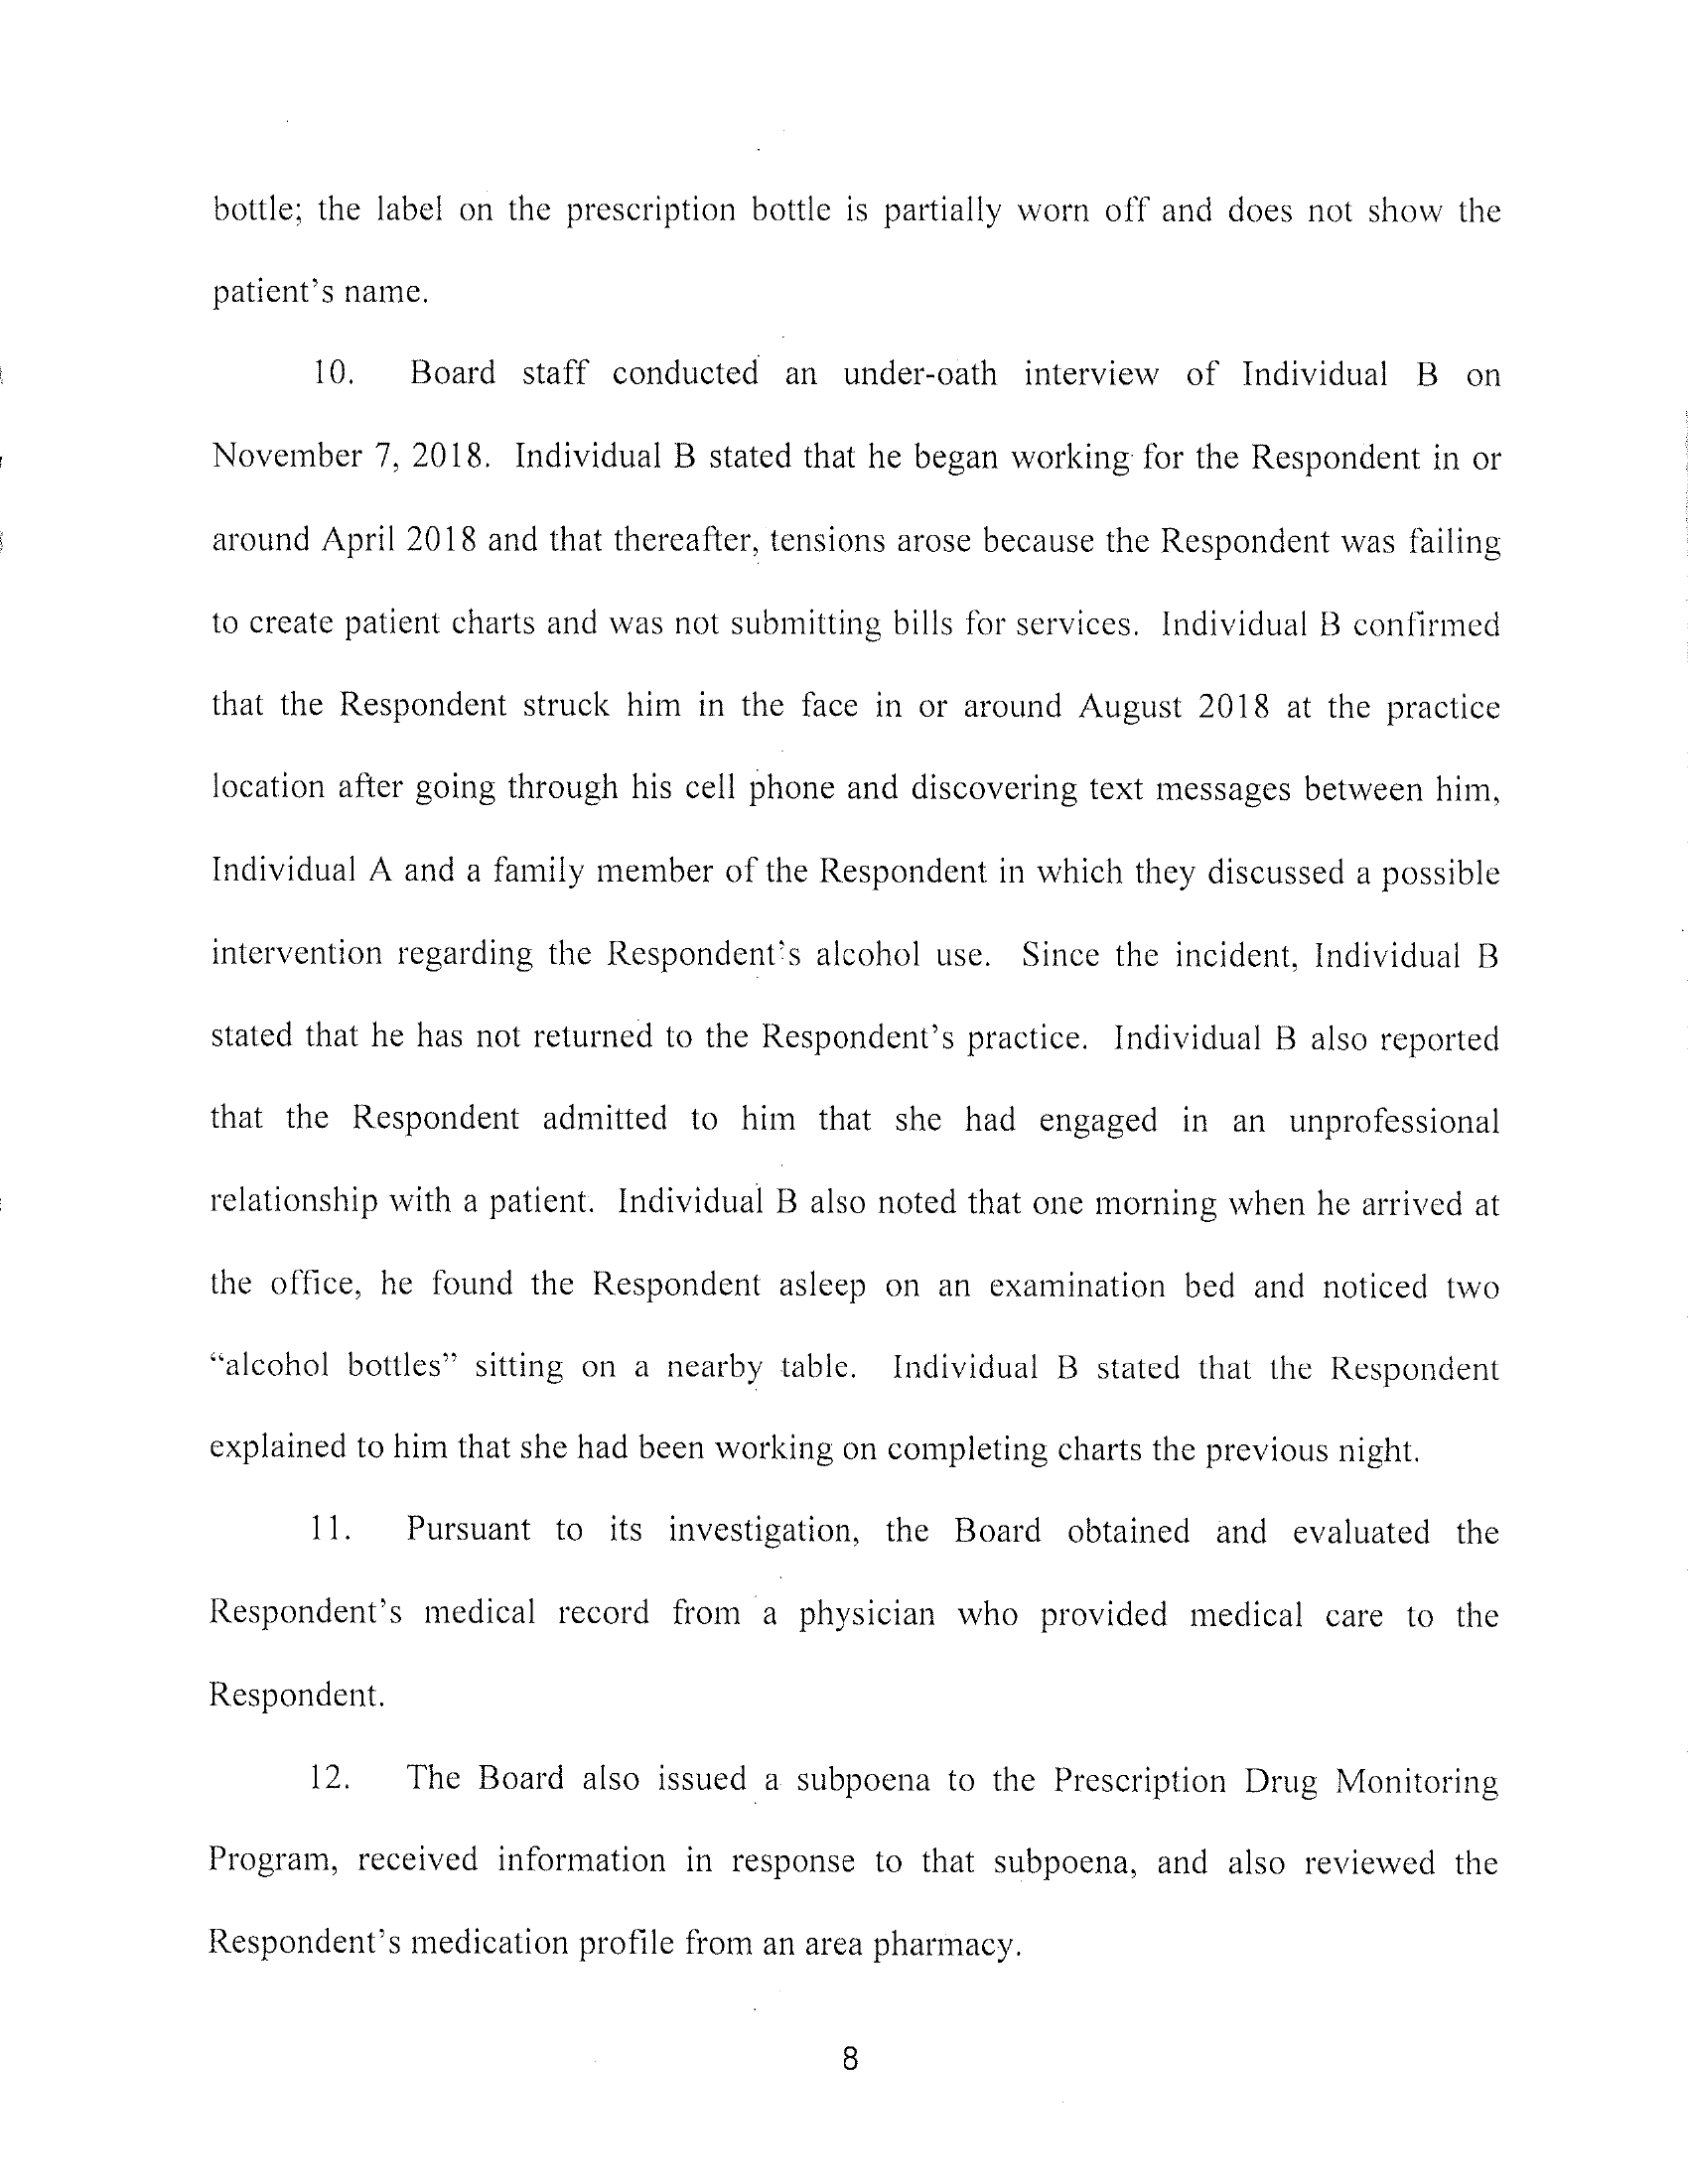 bottle; the label on the prescription bottle is partially worn off and does not show the
patient's name.
10. Board staff conducted an under-oath interview of Individual B on
November 7, 2018. Individual B stated that he began working for the Respondent in or
around April 2018 and that thereafter, tensions arose because the Respondent was failing
to create patient charts and was not submitting bills for services. Individual B confirmed
that the Respondent struck him in the face in or around August 2018 at the practice
location after going through his cell phone and discovering text messages between him,
Individual A and a family member of the Respondent in which they discussed a possible
intervention regarding the Respondent's alcohol use. Since the incident, Individual B
stated that he has not returned to the Respondent's practice. Individual B also reported
that the Respondent admitted to him that she had engaged in an unprofessional
relationship with a patient. Individual B also noted that one morning when he arrived at
the office, he found the Respondent asleep on an examination bed and noticed two
“alcohol bottles” sitting on a nearby table. Individual B stated that the Respondent
explained to him that she had been working on completing charts the previous night.
11. Pursuant to its investigation, the Board obtained and evaluated the
Respondent's medical record from a physician who provided medical care to the
Respondent.
12. The Board also issued a subpoena to the Prescription Drug Monitoring
Program, received information in response to that subpoena, and also reviewed the
Respondent's medication profile from an area pharmacy.
8